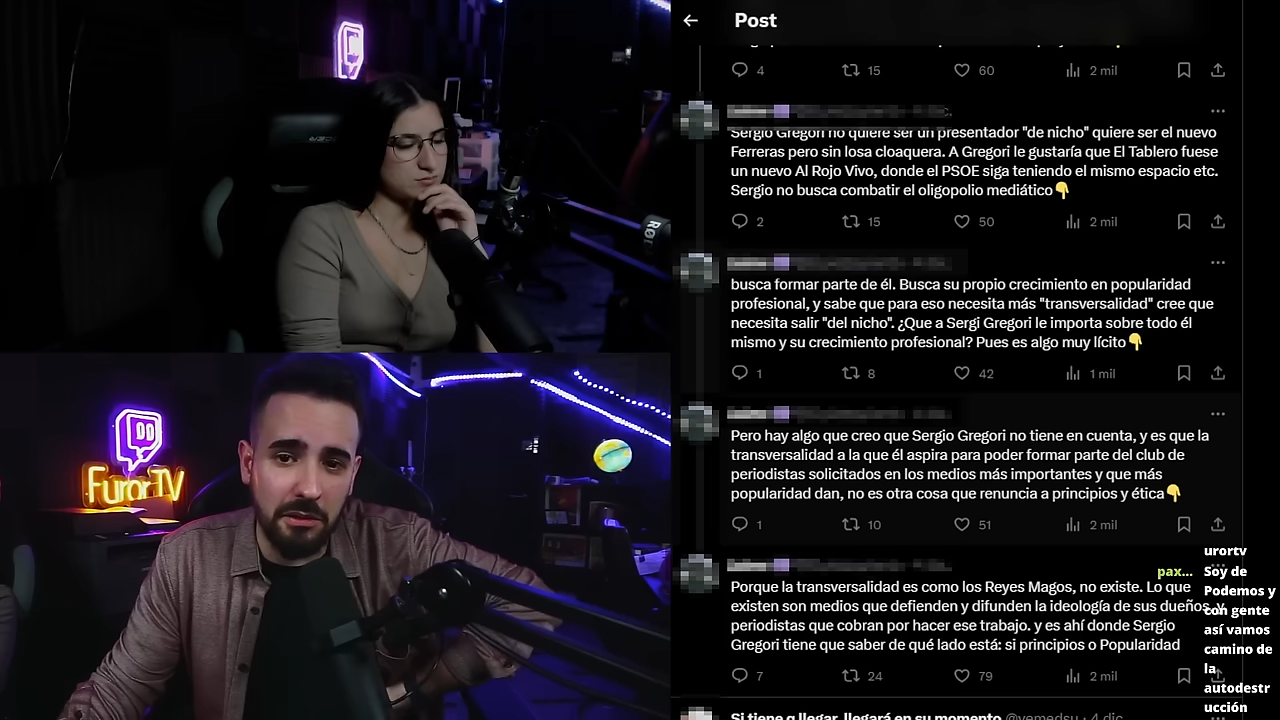 Post
4 15 60 2 mil
Sergio Gregori no quiere ser un presentador "de nicho" quiere ser el nuevo
Ferreras pero sin losa cloaquera. A Gregori le gustaría que El Tablero fuese
un nuevo Al Rojo Vivo, donde el PSOE siga teniendo el mismo espacio etc.
Sergio no busca combatir el oligopolio mediático👇
2 15 50 2 mil
busca formar parte de él. Busca su propio crecimiento en popularidad
profesional, y sabe que para eso necesita más "transversalidad" cree que
necesita salir "del nicho". ¿Que a Sergi Gregori le importa sobre todo él
mismo y su crecimiento profesional? Pues es algo muy lícito👇
1 8 42 1 mil
Pero hay algo que creo que Sergio Gregori no tiene en cuenta, y es que la
transversalidad a la que él aspira para poder formar parte del club de
periodistas solicitados en los medios más importantes y que más
popularidad dan, no es otra cosa que renuncia a principios y ética👇
1 10 51 2 mil
Porque la transversalidad es como los Reyes Magos, no existe. Lo que
existen son medios que defienden y difunden la ideología de sus dueños, y
periodistas que cobran por hacer ese trabajo. y es ahí donde Sergio
Gregori tiene que saber de qué lado está: si principios o Popularidad
7 24 79 2 mil
Si tiene q llegar, llegará en su momento @yemedsu · 4 dic.
urortv
pax...
Soy de
Podemos y
con gente
así vamos
camino de
la
autodestr
ucción
FurorTV